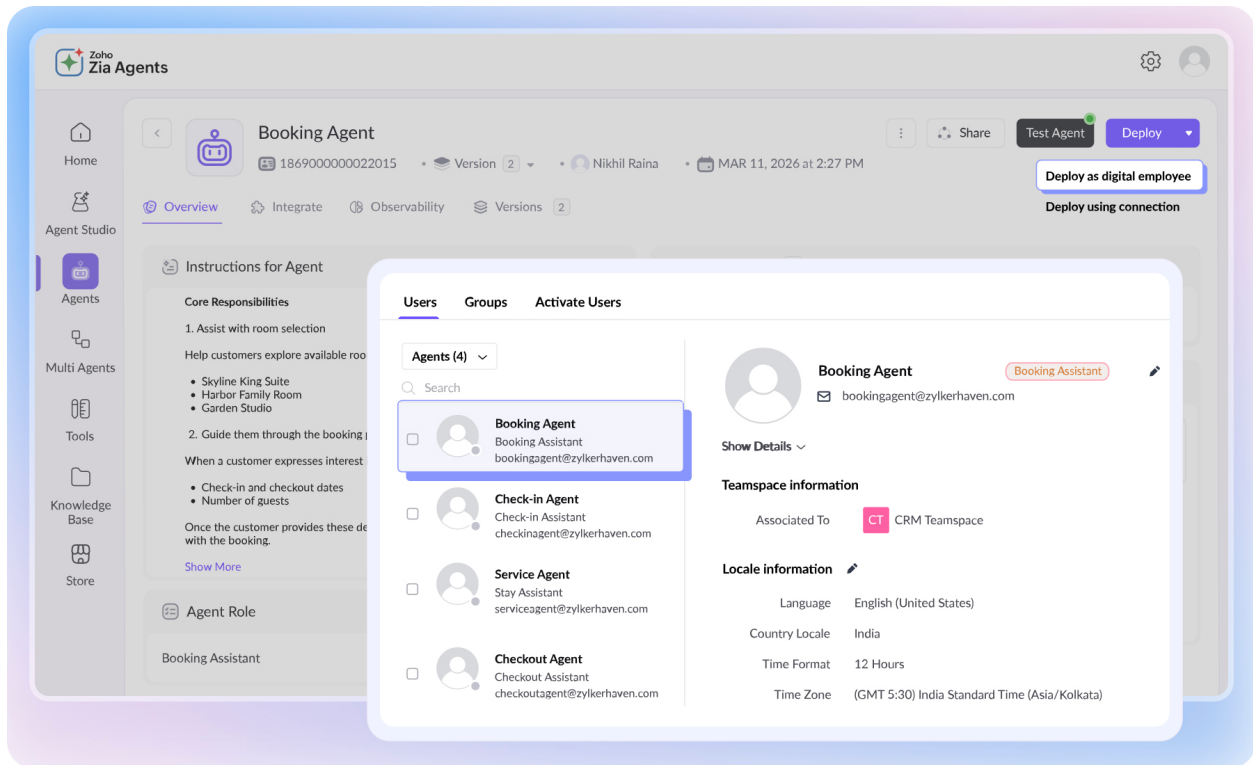 Zoho
Zia Agents
Home
Agent Studio
Agents
Multi Agents
Tools
Knowledge
Base
Store
Booking Agent
1869000000022015 • Version 2 • Nikhil Raina • MAR 11, 2026 at 2:27 PM
Share
Test Agent
Deploy
Deploy as digital employee
Deploy using connection
Overview
Integrate
Observability
Versions 2
Instructions for Agent
Core Responsibilities
1. Assist with room selection
Help customers explore available roo
• Skyline King Suite
• Harbor Family Room
• Garden Studio
2. Guide them through the booking
When a customer expresses interest
• Check-in and checkout dates
• Number of guests
Once the customer provides these de
with the booking.
Show More
Agent Role
Booking Assistant
Users
Groups
Activate Users
Agents (4)
Search
Booking Agent
Booking Assistant
bookingagent@zylkerhaven.com
Check-in Agent
Check-in Assistant
checkinagent@zylkerhaven.com
Service Agent
Stay Assistant
serviceagent@zylkerhaven.com
Checkout Agent
Checkout Assistant
checkoutagent@zylkerhaven.com
Booking Agent
Booking Assistant
bookingagent@zylkerhaven.com
Show Details
Teamspace information
Associated To CT CRM Teamspace
Locale information
Language English (United States)
Country Locale India
Time Format 12 Hours
Time Zone (GMT 5:30) India Standard Time (Asia/Kolkata)